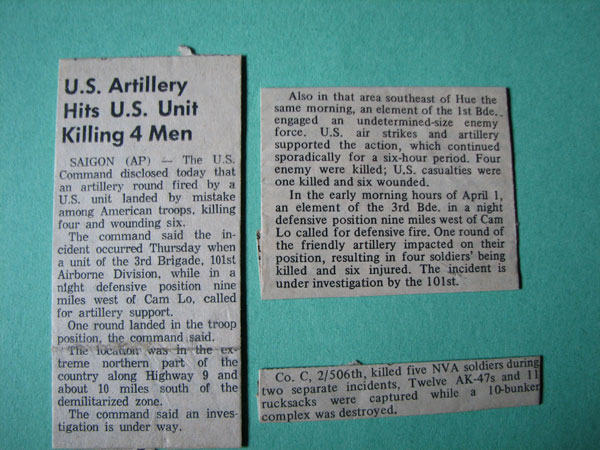 U.S. Artillery
Hits U.S. Unit
Killing 4 Men
SAIGON (AP) — The U.S.
Command disclosed today that
an artillery round fired by a
U.S. unit landed by mistake
among American troops, killing
four and wounding six.
The command said the in-
cident occurred Thursday when
a unit of the 3rd Brigade, 101st
Airborne Division, while in a
night defensive position nine
miles west of Cam Lo, called
for artillery support.
One round landed in the troop
position, the command said.
The location was in the ex-
treme northern part of the
country along Highway 9 and
about 10 miles south of the
demilitarized zone.
The command said an inves-
tigation is under way.
Also in that area southeast of Hue the
same morning, an element of the 1st Bde.
engaged an undetermined-size enemy
force. U.S. air strikes and artillery
supported the action, which continued
sporadically for a six-hour period. Four
enemy were killed; U.S. casualties were
one killed and six wounded.
In the early morning hours of April 1,
an element of the 3rd Bde. in a night
defensive position nine miles west of Cam
Lo called for defensive fire. One round of
the friendly artillery impacted on their
position, resulting in four soldiers' being
killed and six injured. The incident is
under investigation by the 101st.
Co. C, 2/506th, killed five NVA soldiers during
two separate incidents, Twelve AK-47s and 11
rucksacks were captured while a 10-bunker
complex was destroyed.